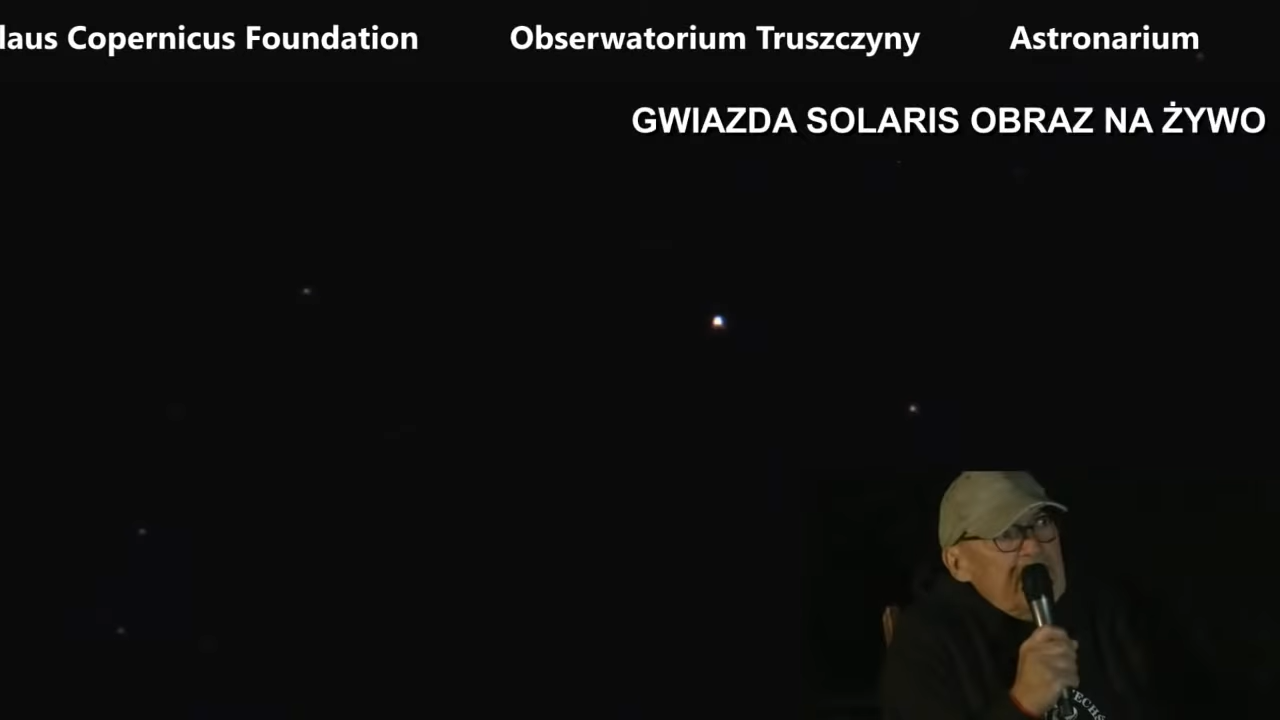 laus Copernicus Foundation Obserwatorium Truszczyny Astronarium
GWIAZDA SOLARIS OBRAZ NA ŻYWO